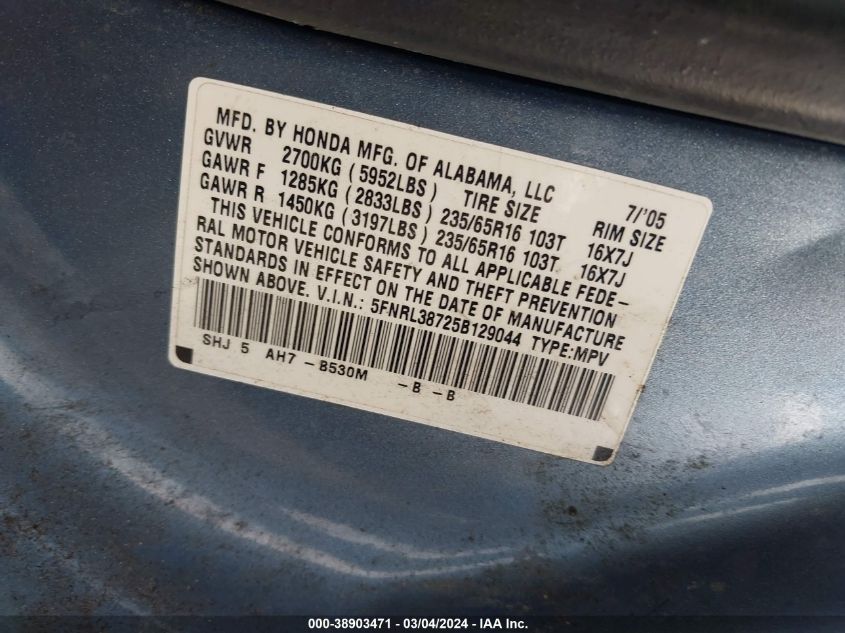 MFD. BY HONDA MFG. OF ALABAMA, LLC 7/'05
GVWR 2700KG (5952LBS) TIRE SIZE RIM SIZE
GAWR F 1285KG (2833LBS) 235/65R16 103T 16X7J
GAWR R 1450KG (3197LBS) 235/65R16 103T 16X7J
THIS VEHICLE CONFORMS TO ALL APPLICABLE FEDE-
RAL MOTOR VEHICLE SAFETY AND THEFT PREVENTION
STANDARDS IN EFFECT ON THE DATE OF MANUFACTURE
SHOWN ABOVE. V.I.N.: 5FNRL38725B129044 TYPE:MPV
SHJ 5 AH7 -B530M -B -B
000-38903471 - 03/04/2024 - IAA Inc.